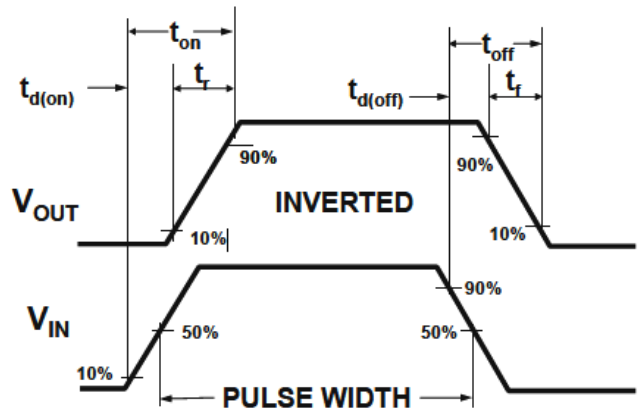 t_on t_off
t_d(on) t_r t_d(off) t_f
90% 90%
V_OUT INVERTED
10% 10%
90%
V_IN 50% 50%
10%
PULSE WIDTH